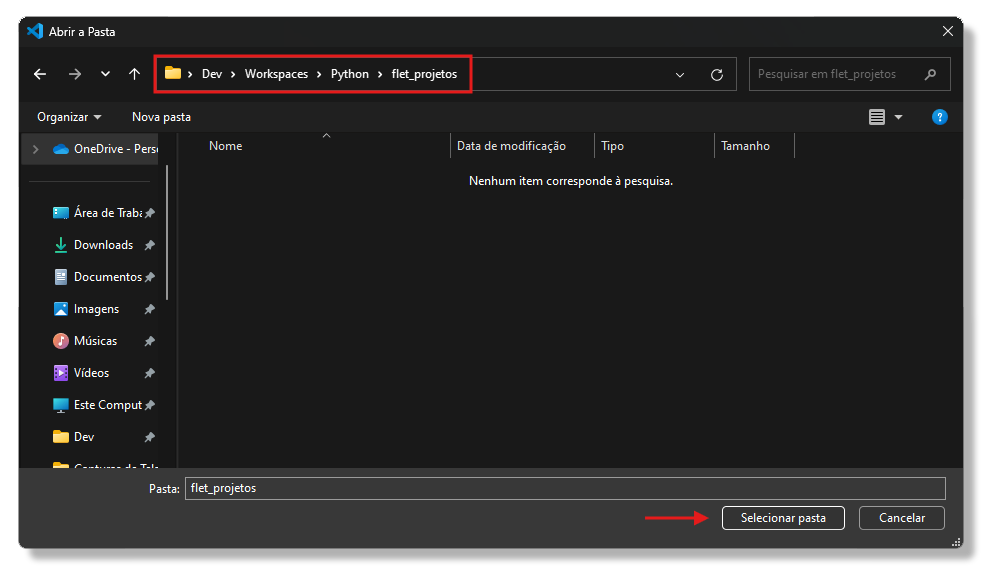 Abrir a Pasta
Dev › Workspaces › Python › flet_projetos
Pesquisar em flet_projetos
Organizar
Nova pasta
OneDrive - Perso
Nome
Data de modificação
Tipo
Tamanho
Nenhum item corresponde à pesquisa.
Área de Traba
Downloads
Documentos
Imagens
Músicas
Vídeos
Este Comput
Dev
Pasta:
flet_projetos
Selecionar pasta
Cancelar